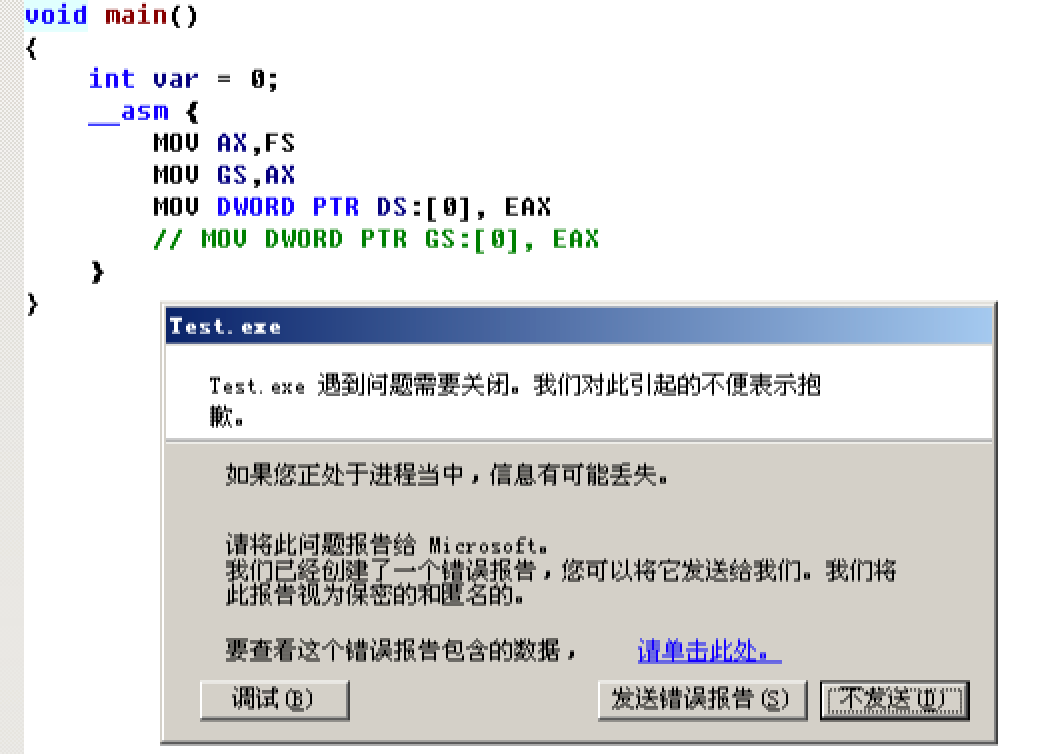 void main()
{
    int var = 0;
    __asm {
        MOV AX,FS
        MOV GS,AX
        MOV DWORD PTR DS:[0], EAX
        // MOV DWORD PTR GS:[0], EAX
    }
}
Test.exe
Test.exe 遇到问题需要关闭。我们对此引起的不便表示抱
歉。
如果您正处于进程当中，信息有可能丢失。
请将此问题报告给 Microsoft。
我们已经创建了一个错误报告，您可以将它发送给我们。我们将
此报告视为保密的和匿名的。
要查看这个错误报告包含的数据， 请单击此处。
调试(B) 发送错误报告(S) 不发送(D)